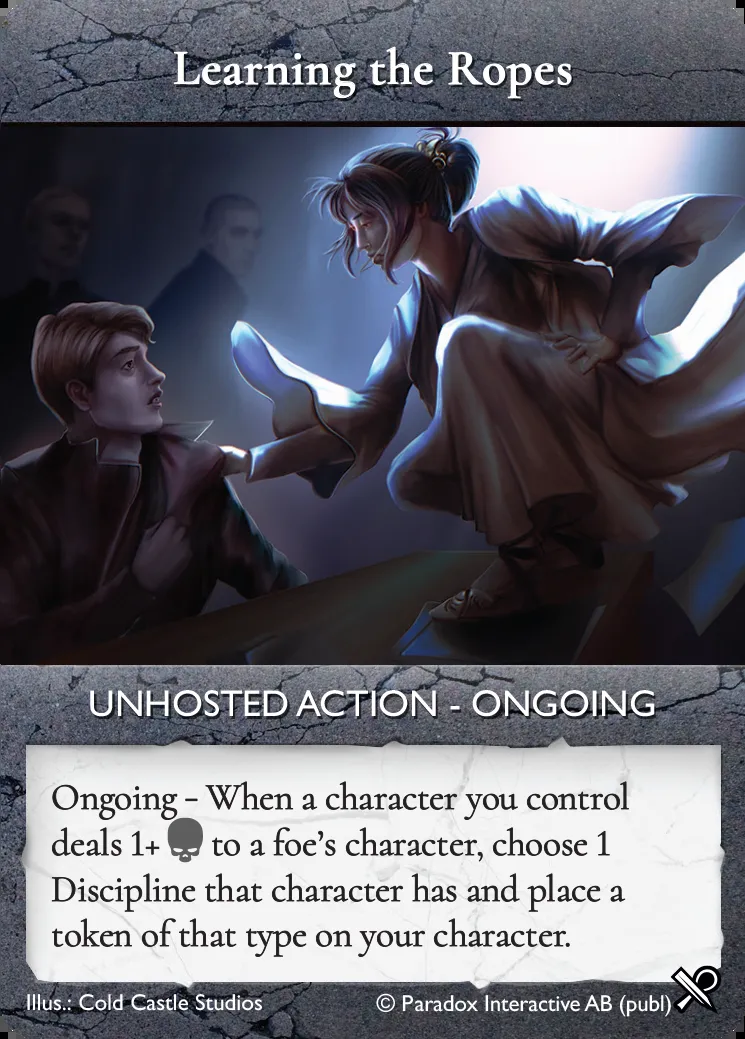 Learning the Ropes
UNHOSTED ACTION - ONGOING
Ongoing – When a character you control
deals 1+ to a foe’s character, choose 1
Discipline that character has and place a
token of that type on your character.
Illus.: Cold Castle Studios
© Paradox Interactive AB (publ)